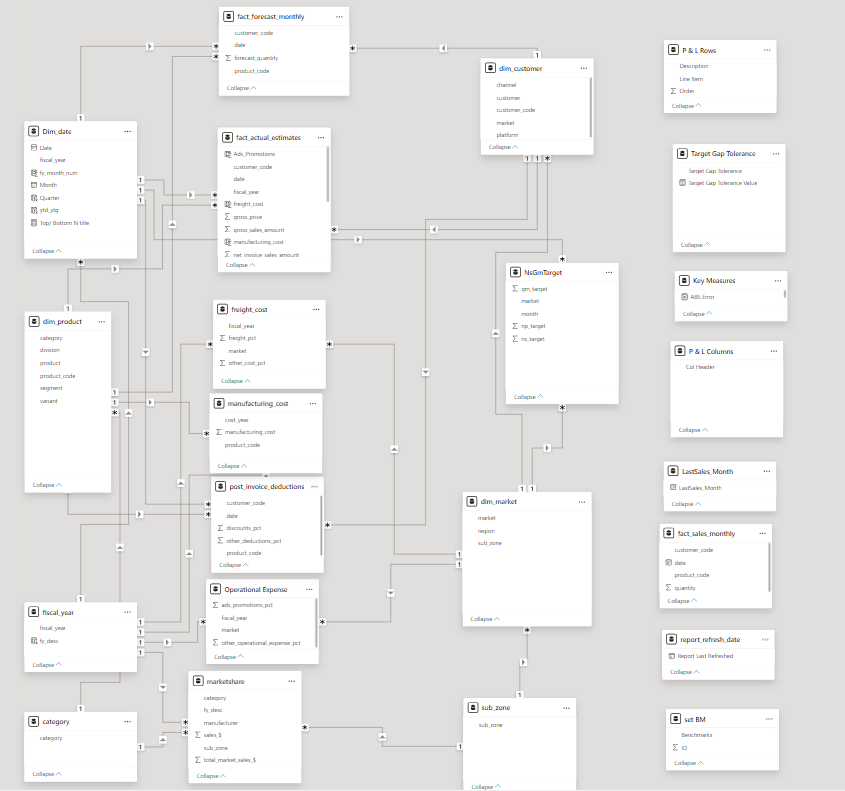 fact_forecast_monthly
customer_code
date
forecast_quantity
product_code
Collapse
dim_customer
channel
customer
customer_code
market
platform
Collapse
P & L Rows
Description
Line Item
Order
Collapse
Dim_date
Date
fiscal_year
fy_month_num
Month
Quarter
ytd_ytg
Top/ Bottom N title
Collapse
fact_actual_estimates
Ads_Promotions
customer_code
date
fiscal_year
freight_cost
gross_price
gross_sales_amount
manufacturing_cost
net_invoice_sales_amount
Collapse
Target Gap Tolerance
Target Gap Tolerance
Target Gap Tolerance Value
Collapse
NsGmTarget
gm_target
market
month
np_target
ns_target
Collapse
Key Measures
ABS Error
Collapse
dim_product
category
division
product
product_code
segment
variant
Collapse
freight_cost
fiscal_year
freight_pct
market
other_cost_pct
Collapse
P & L Columns
Col Header
Collapse
manufacturing_cost
cost_year
manufacturing_cost
product_code
Collapse
post_invoice_deductions
customer_code
date
discounts_pct
other_deductions_pct
product_code
Collapse
dim_market
market
region
sub_zone
Collapse
LastSales_Month
LastSales_Month
Collapse
fact_sales_monthly
customer_code
date
product_code
quantity
Collapse
fiscal_year
fiscal_year
fy_desc
Collapse
Operational Expense
ads_promotions_pct
fiscal_year
market
other_operational_expense_pct
Collapse
report_refresh_date
Report Last Refreshed
Collapse
marketshare
category
fy_desc
manufacturer
sales_$
sub_zone
total_market_sales_$
Collapse
category
category
Collapse
sub_zone
sub_zone
Collapse
set BM
Benchmarks
ID
Collapse